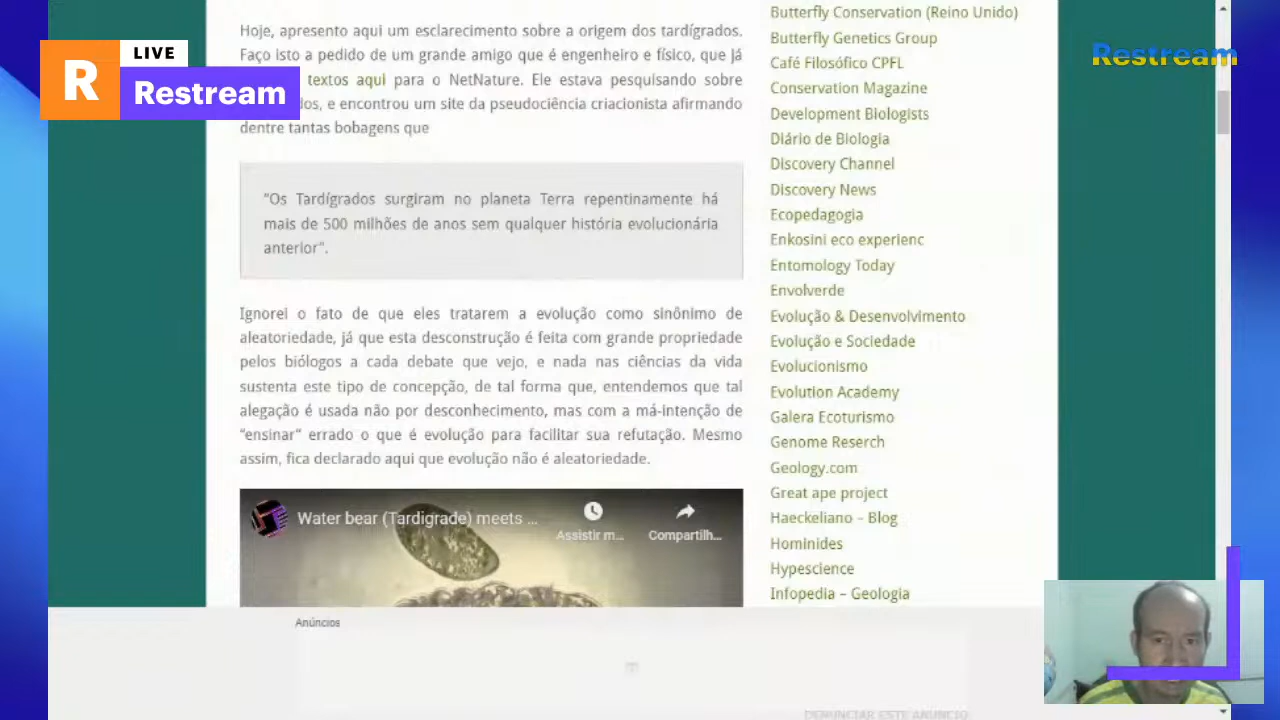 Hoje, apresento aqui um esclarecimento sobre a origem dos tardígrados.
Faço isto a pedido de um grande amigo que é engenheiro e físico, que já
textos aqui para o NetNature. Ele estava pesquisando sobre
os, e encontrou um site da pseudociência criacionista afirmando
dentre tantas bobagens que
"Os Tardígrados surgiram no planeta Terra repentinamente há
mais de 500 milhões de anos sem qualquer história evolucionária
anterior".
Ignorei o fato de que eles tratarem a evolução como sinônimo de
aleatoriedade, já que esta desconstrução é feita com grande propriedade
pelos biólogos a cada debate que vejo, e nada nas ciências da vida
sustenta este tipo de concepção, de tal forma que, entendemos que tal
alegação é usada não por desconhecimento, mas com a má-intenção de
“ensinar” errado o que é evolução para facilitar sua refutação. Mesmo
assim, fica declarado aqui que evolução não é aleatoriedade.
Water bear (Tardigrade) meets ...
Assistir m...
Compartilh...
Anúncios
DENUNCIAR ESTE ANÚNCIO
Butterfly Conservation (Reino Unido)
Butterfly Genetics Group
Café Filosófico CPFL
Conservation Magazine
Development Biologists
Diário de Biologia
Discovery Channel
Discovery News
Ecopedagogia
Enkosini eco experienc
Entomology Today
Envolverde
Evolução & Desenvolvimento
Evolução e Sociedade
Evolucionismo
Evolution Academy
Galera Ecoturismo
Genome Reserch
Geology.com
Great ape project
Haeckeliano – Blog
Hominides
Hypescience
Infopedia – Geologia
R
LIVE
Restream
Restream